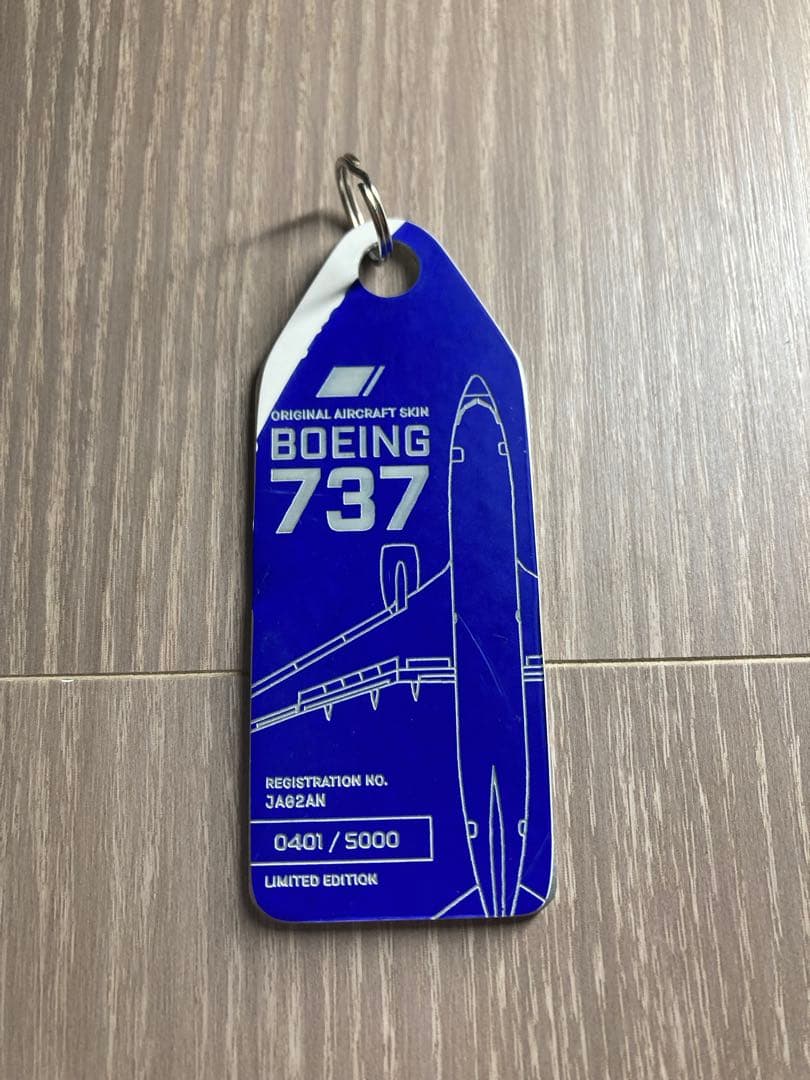 ORIGINAL AIRCRAFT SKIN
BOEING
737
REGISTRATION NO.
JA62AN
0401 / 5000
LIMITED EDITION